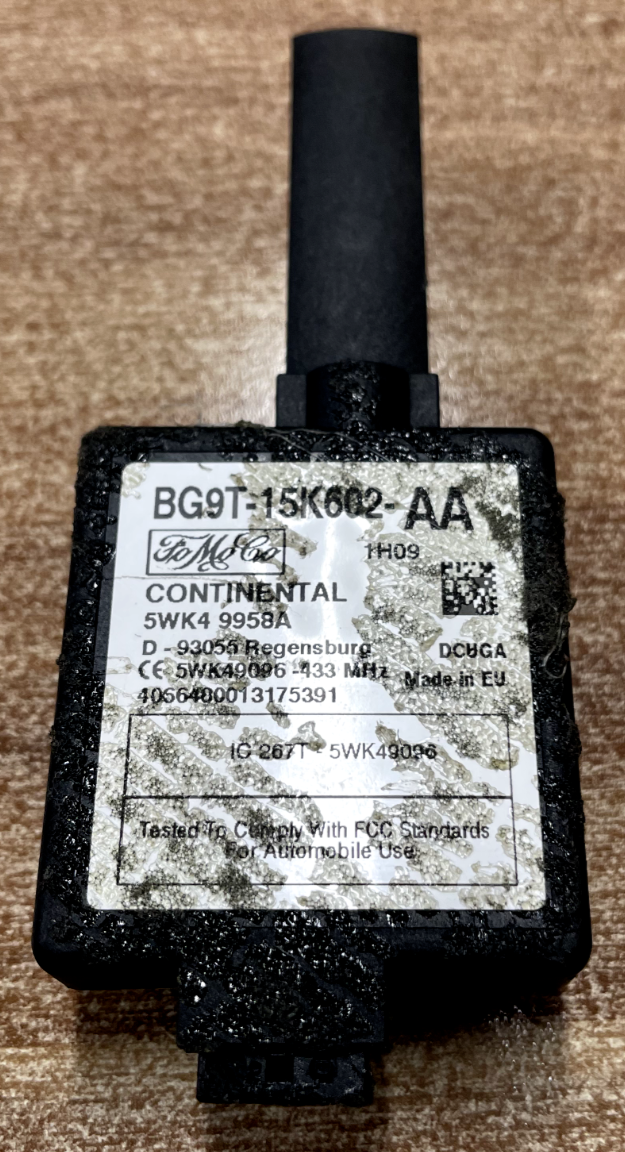 BG9T-15K602-AA
FoMoCo
1H09
CONTINENTAL
5WK4 9958A
D - 93055 Regensburg
DCUGA
CE 5WK49096 -433 MHz
Made in EU
4056400013175391
IC 267T - 5WK49096
Tested To Comply With FCC Standards
For Automobile Use